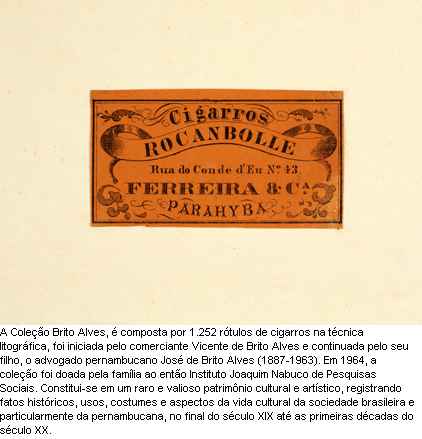 Cigarros
ROCANBOLLE
Rua do Conde d'Eu Nº 43
FERREIRA & Cª
PARAHYBA
A Coleção Brito Alves, é composta por 1.252 rótulos de cigarros na técnica
litográfica, foi iniciada pelo comerciante Vicente de Brito Alves e continuada pelo seu
filho, o advogado pernambucano José de Brito Alves (1887-1963). Em 1964, a
coleção foi doada pela família ao então Instituto Joaquim Nabuco de Pesquisas
Sociais. Constitui-se em um raro e valioso patrimônio cultural e artístico, registrando
fatos históricos, usos, costumes e aspectos da vida cultural da sociedade brasileira e
particularmente da pernambucana, no final do século XIX até as primeiras décadas do
século XX.